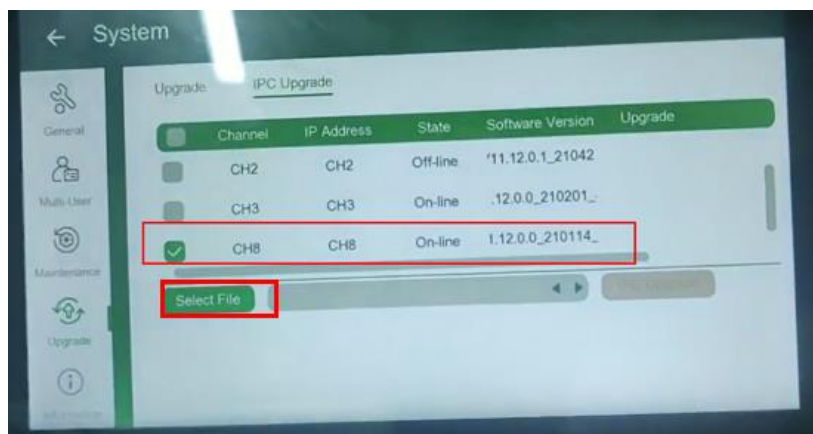 ← System
Upgrade IPC Upgrade
General
Channel IP Address State Software Version Upgrade
CH2 CH2 Off-line '11.12.0.1_21042
Multi-User
CH3 CH3 On-line .12.0.0_210201_
CH8 CH8 On-line 1.12.0.0_210114_
Maintenance
Select File
Upgrade